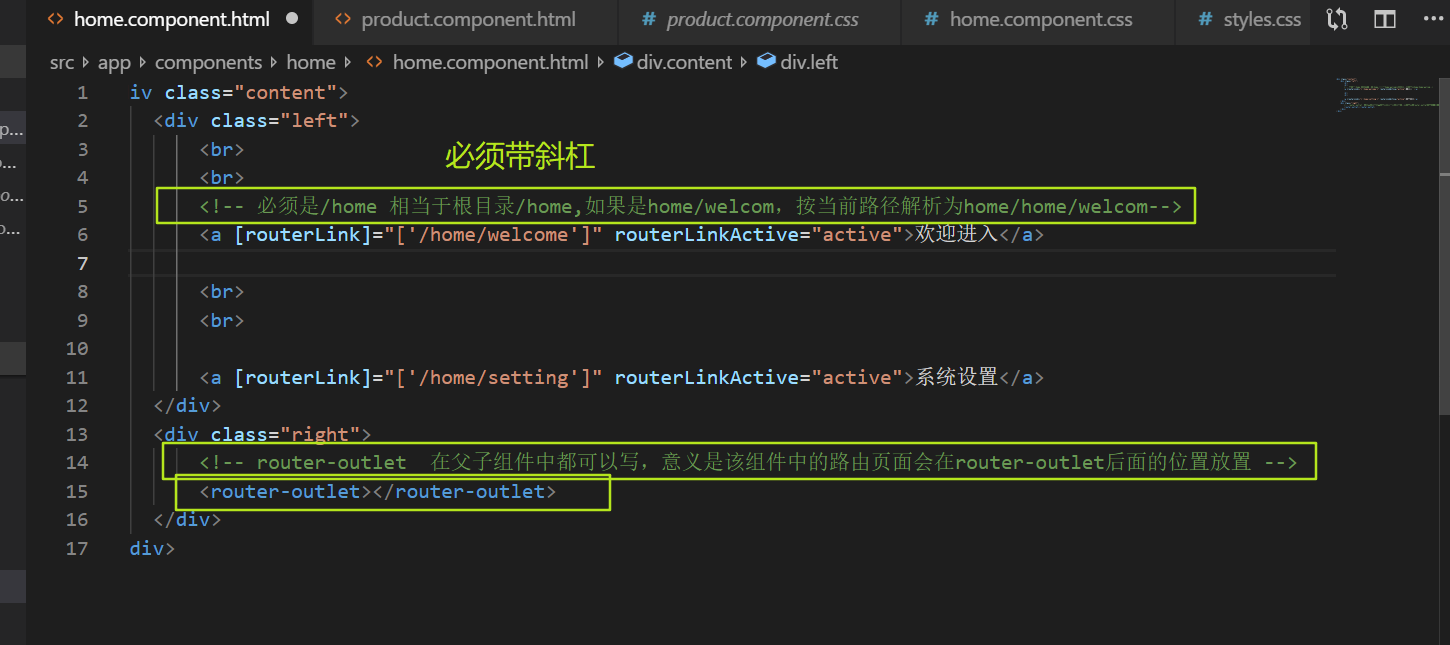 home.component.html product.component.html product.component.css home.component.css styles.css
src app components home home.component.html div.content div.left
1 iv class="content">
2 <div class="left">
3 <br>
必须带斜杠
4 <br>
5 <!-- 必须是/home 相当于根目录/home,如果是home/welcom，按当前路径解析为home/home/welcom-->
p...
6 <a [routerLink]="['/home/welcome']" routerLinkActive="active">欢迎进入</a>
7
8 <br>
9 <br>
10
11 <a [routerLink]="['/home/setting']" routerLinkActive="active">系统设置</a>
12 </div>
13 <div class="right">
14 <!-- router-outlet 在父子组件中都可以写，意义是该组件中的路由页面会在router-outlet后面的位置放置 -->
15 <router-outlet></router-outlet>
16 </div>
17 div>